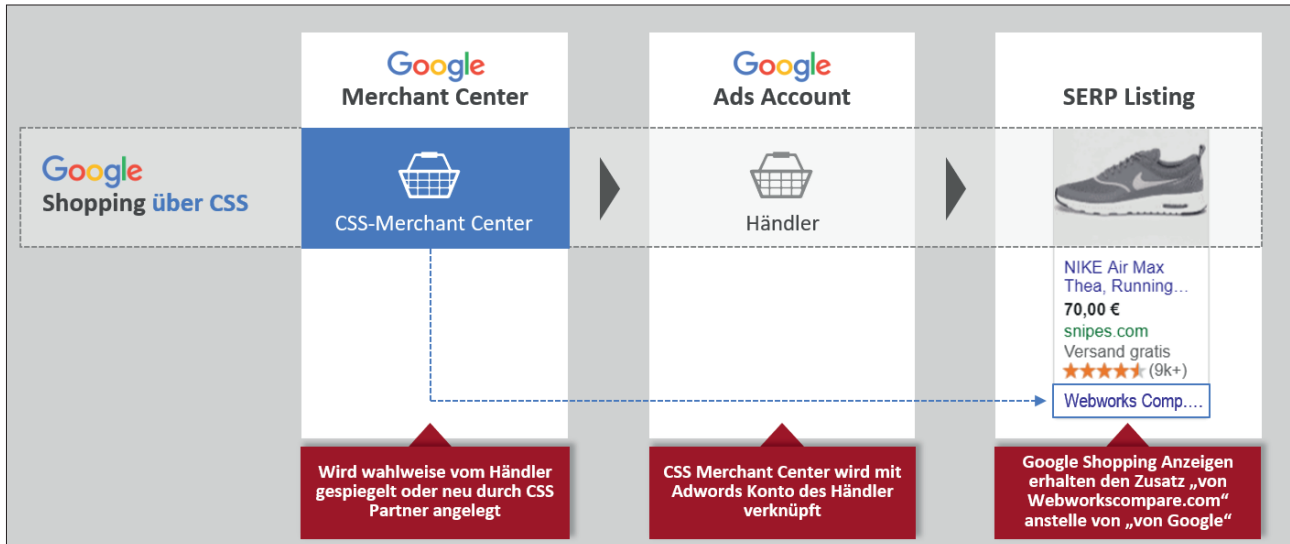 Google
Merchant Center
Google
Ads Account
SERP Listing
Google
Shopping über CSS
CSS-Merchant Center
Händler
NIKE Air Max
Thea, Running...
70,00 €
snipes.com
Versand gratis
(9k+)
Webworks Comp....
Wird wahlweise vom Händler
gespiegelt oder neu durch CSS
Partner angelegt
CSS Merchant Center wird mit
Adwords Konto des Händler
verknüpft
Google Shopping Anzeigen
erhalten den Zusatz „von
Webworkscompare.com“
anstelle von „von Google“